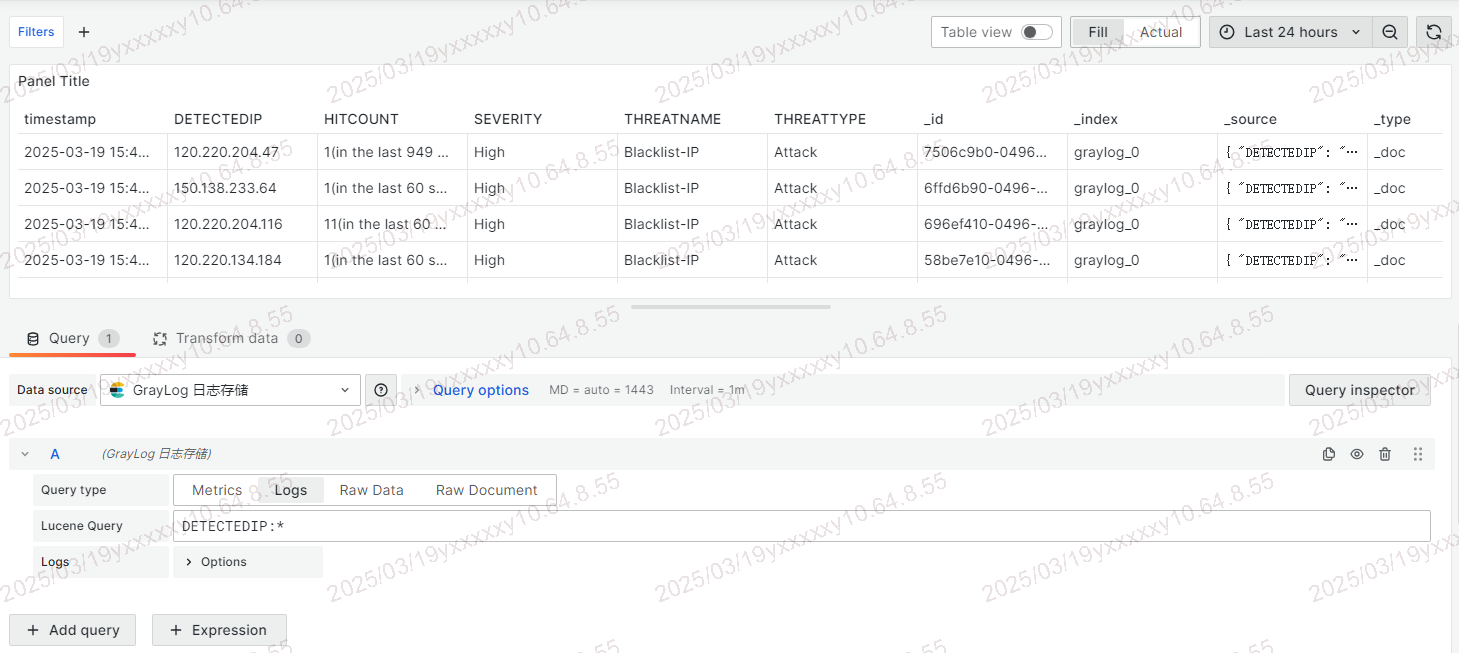 Filters + Table view Fill Actual Last 24 hours
Panel Title
timestamp DETECTEDIP HITCOUNT SEVERITY THREATNAME THREATTYPE _id _index _source _type
2025-03-19 15:4... 120.220.204.47 1(in the last 949 ... High Blacklist-IP Attack 7506c9b0-0496... graylog_0 { "DETECTEDIP": "... _doc
2025-03-19 15:4... 150.138.233.64 1(in the last 60 s... High Blacklist-IP Attack 6ffd6b90-0496-... graylog_0 { "DETECTEDIP": "... _doc
2025-03-19 15:4... 120.220.204.116 11(in the last 60 ... High Blacklist-IP Attack 696ef410-0496-... graylog_0 { "DETECTEDIP": "... _doc
2025-03-19 15:4... 120.220.134.184 1(in the last 60 s... High Blacklist-IP Attack 58be7e10-0496-... graylog_0 { "DETECTEDIP": "... _doc
Query 1 Transform data 0
Data source GrayLog 日志存储 Query options MD = auto = 1443 Interval = 1m Query inspector
A (GrayLog 日志存储)
Query type Metrics Logs Raw Data Raw Document
Lucene Query DETECTEDIP:*
Logs Options
+ Add query + Expression
2025/03/19yxxxxxy10.64.8.55